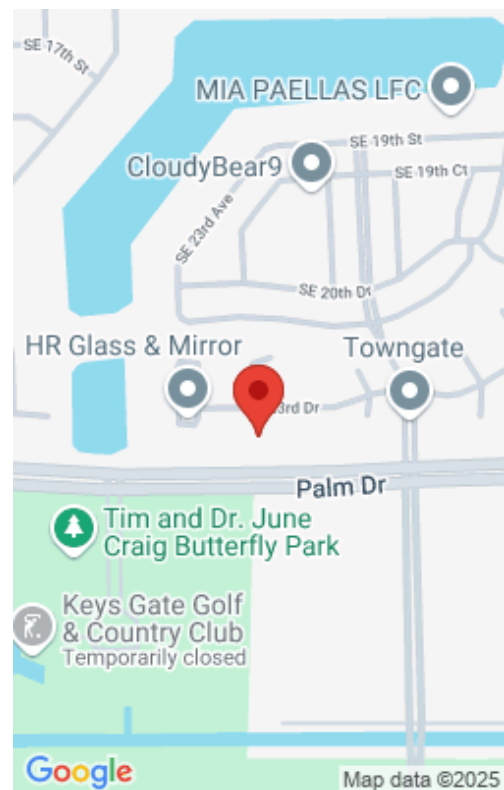 SE 17th St
MIA PAELLAS LFC
SE 19th St
CloudyBear9
SE 19th Ct
SE 23rd Ave
SE 20th Dr
HR Glass & Mirror
Towngate
3rd Dr
Palm Dr
Tim and Dr. June
Craig Butterfly Park
Keys Gate Golf
& Country Club
Temporarily closed
Google
Map data ©2025